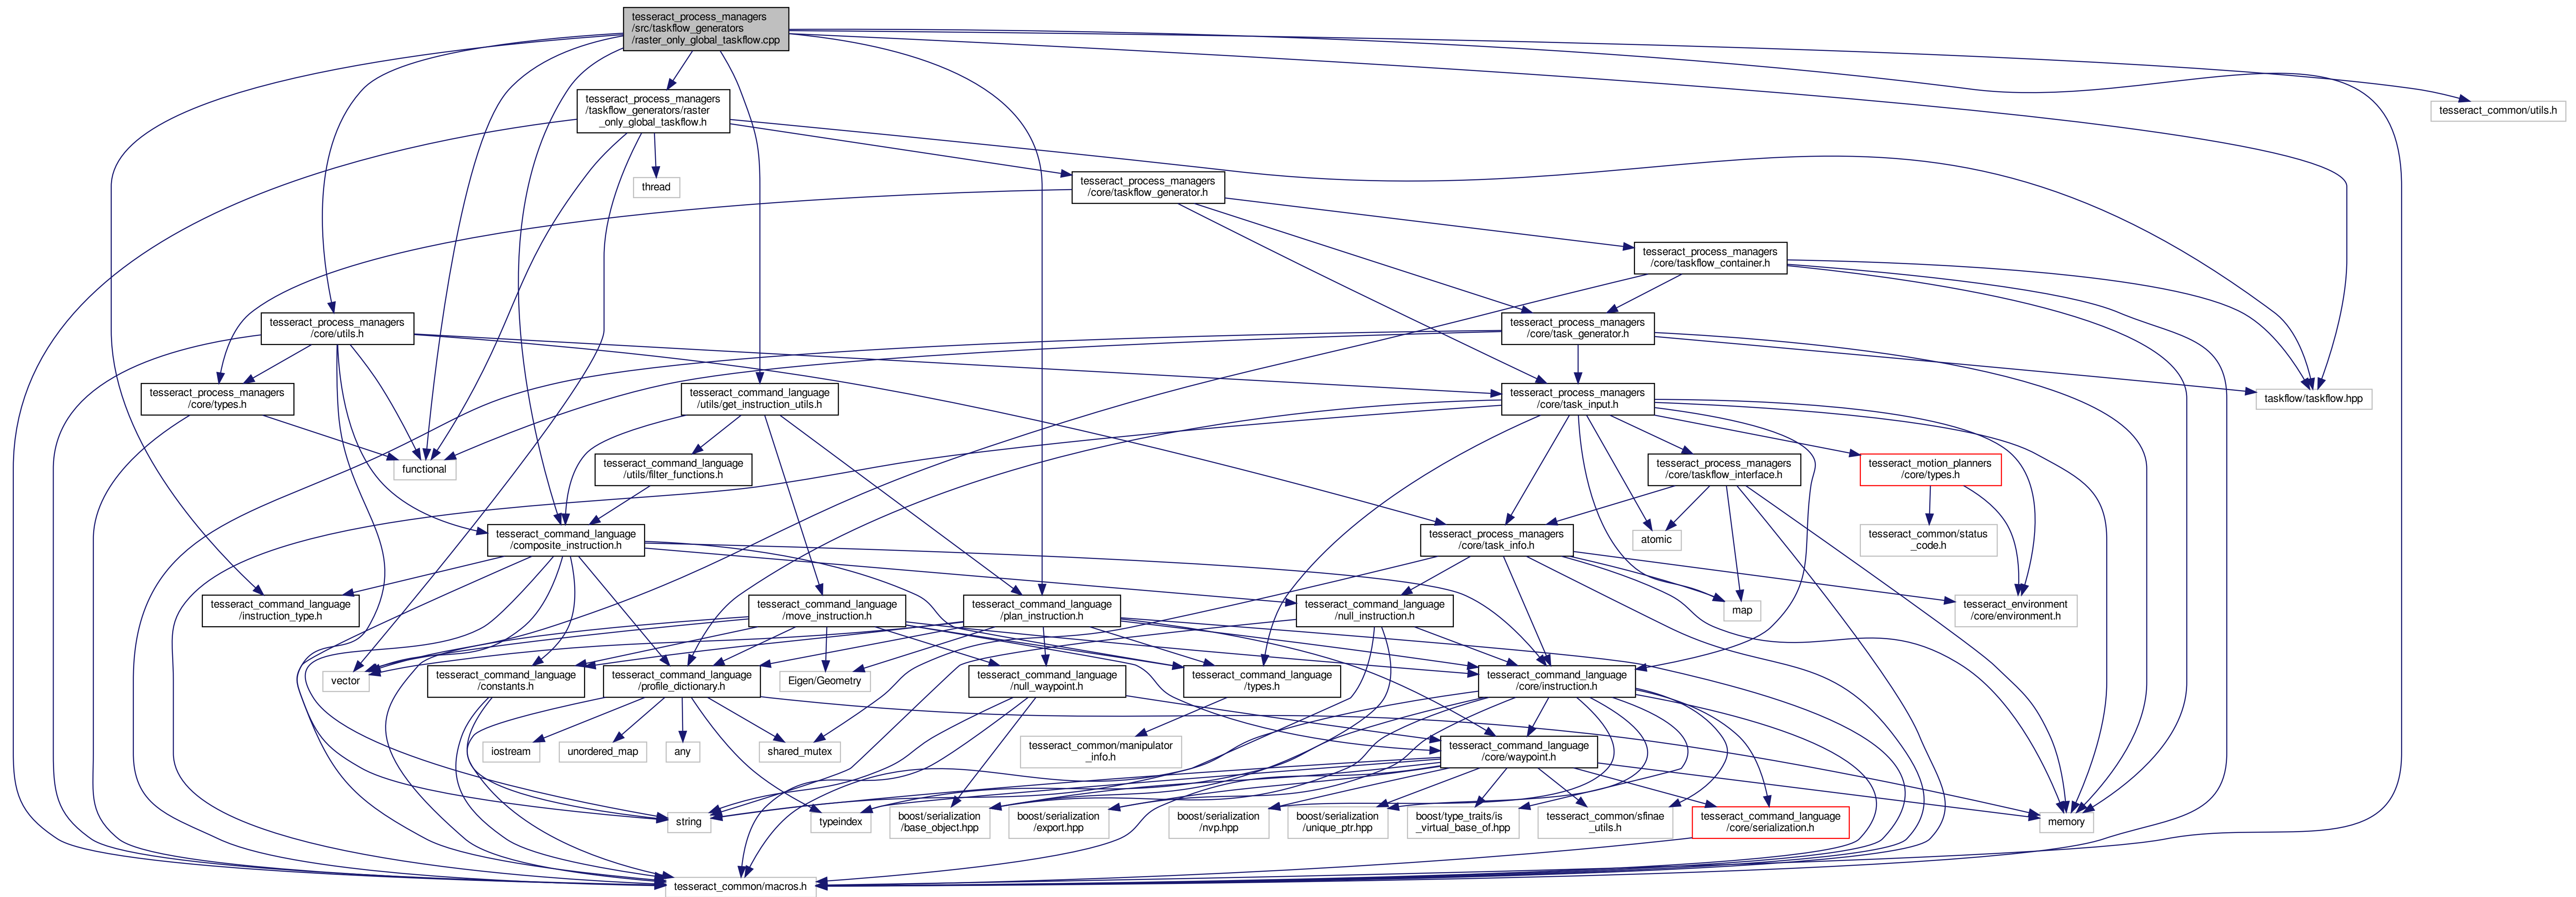 tesseract_process_managers
/src/taskflow_generators
/raster_only_global_taskflow.cpp
tesseract_process_managers
/taskflow_generators/raster
_only_global_taskflow.h
tesseract_common/utils.h
thread
tesseract_process_managers
/core/taskflow_generator.h
tesseract_process_managers
/core/taskflow_container.h
tesseract_process_managers
/core/utils.h
tesseract_process_managers
/core/task_generator.h
tesseract_process_managers
/core/types.h
tesseract_command_language
/utils/get_instruction_utils.h
tesseract_process_managers
/core/task_input.h
taskflow/taskflow.hpp
functional
tesseract_command_language
/utils/filter_functions.h
tesseract_process_managers
/core/taskflow_interface.h
tesseract_motion_planners
/core/types.h
tesseract_command_language
/composite_instruction.h
tesseract_process_managers
/core/task_info.h
atomic
tesseract_common/status
_code.h
tesseract_command_language
/instruction_type.h
tesseract_command_language
/move_instruction.h
tesseract_command_language
/plan_instruction.h
tesseract_command_language
/null_instruction.h
map
tesseract_environment
/core/environment.h
vector
tesseract_command_language
/constants.h
tesseract_command_language
/profile_dictionary.h
Eigen/Geometry
tesseract_command_language
/null_waypoint.h
tesseract_command_language
/types.h
tesseract_command_language
/core/instruction.h
iostream
unordered_map
any
shared_mutex
tesseract_common/manipulator
_info.h
tesseract_command_language
/core/waypoint.h
string
typeindex
boost/serialization
/base_object.hpp
boost/serialization
/export.hpp
boost/serialization
/nvp.hpp
boost/serialization
/unique_ptr.hpp
boost/type_traits/is
_virtual_base_of.hpp
tesseract_common/sfinae
_utils.h
tesseract_command_language
/core/serialization.h
memory
tesseract_common/macros.h